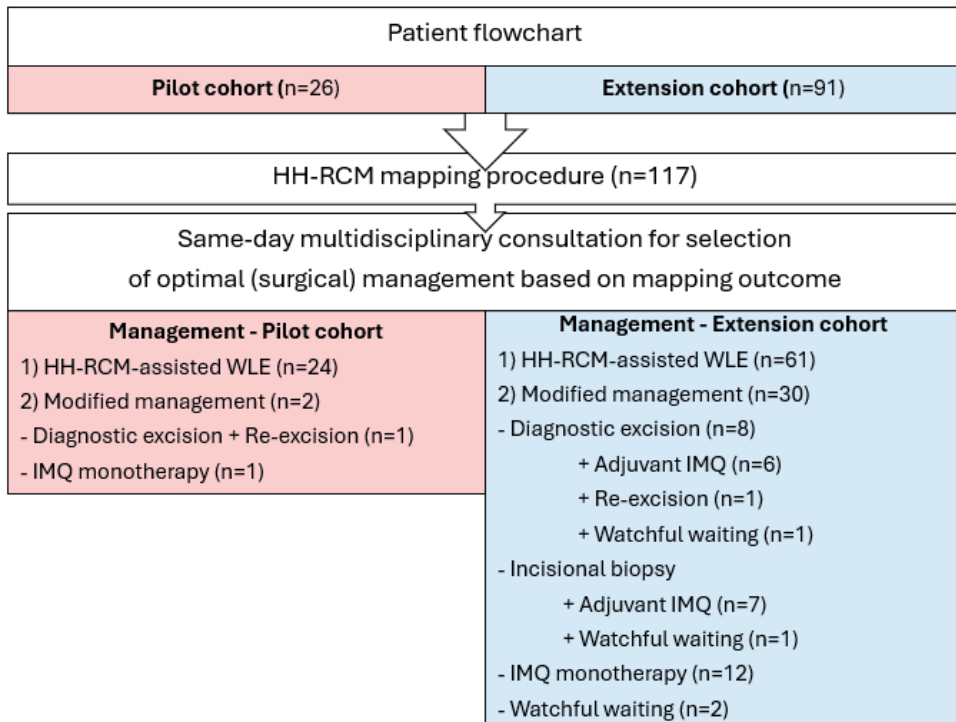 Patient flowchart
Pilot cohort (n=26)
Extension cohort (n=91)
HH-RCM mapping procedure (n=117)
Same-day multidisciplinary consultation for selection
of optimal (surgical) management based on mapping outcome
Management - Pilot cohort
1) HH-RCM-assisted WLE (n=24)
2) Modified management (n=2)
- Diagnostic excision + Re-excision (n=1)
- IMQ monotherapy (n=1)
Management - Extension cohort
1) HH-RCM-assisted WLE (n=61)
2) Modified management (n=30)
- Diagnostic excision (n=8)
+ Adjuvant IMQ (n=6)
+ Re-excision (n=1)
+ Watchful waiting (n=1)
- Incisional biopsy
+ Adjuvant IMQ (n=7)
+ Watchful waiting (n=1)
- IMQ monotherapy (n=12)
- Watchful waiting (n=2)